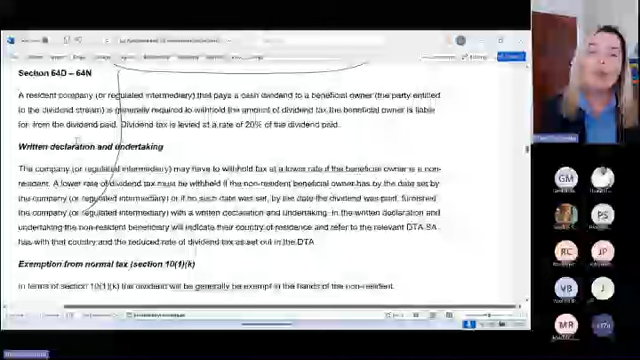 Section 64D – 64N
A resident company (or regulated intermediary) that pays a cash dividend to a beneficial owner (the party entitled
to the dividend stream) is generally required to withhold the amount of dividend tax the beneficial owner is liable
for from the dividend paid. Dividend tax is levied at a rate of 20% of the dividend paid.
Written declaration and undertaking
The company (or regulated intermediary) may have to withhold tax at a lower rate if the beneficial owner is a non-
resident. A lower rate of dividend tax must be withheld if the non-resident beneficial owner has by the date set by
the company (or regulated intermediary) or if no such date was set, by the date the dividend was paid, furnished
the company (or regulated intermediary) with a written declaration and undertaking. In the written declaration and
undertaking the non-resident beneficiary will indicate their country of residence and refer to the relevant DTA SA
has with that country and the reduced rate of dividend tax as set out in the DTA
Exemption from normal tax (section 10(1)(k)
In terms of section 10(1)(k) the dividend will be generally be exempt in the hands of the non-resident.
GM
PS
RC
JP
VB
J
MR